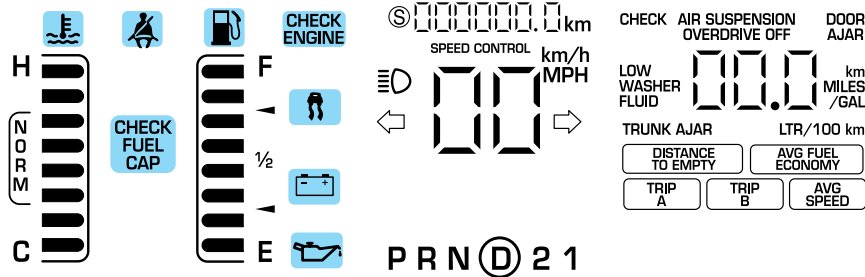 H
NORM
C
CHECK
FUEL
CAP
F
½
E
CHECK
ENGINE
S 000000.0 km
SPEED CONTROL
km/h
MPH
00
P R N D 2 1
CHECK AIR SUSPENSION
OVERDRIVE OFF
DOOR
AJAR
LOW
WASHER
FLUID
00.0
km
MILES
/GAL
TRUNK AJAR
LTR/100 km
DISTANCE
TO EMPTY
AVG FUEL
ECONOMY
TRIP
A
TRIP
B
AVG
SPEED